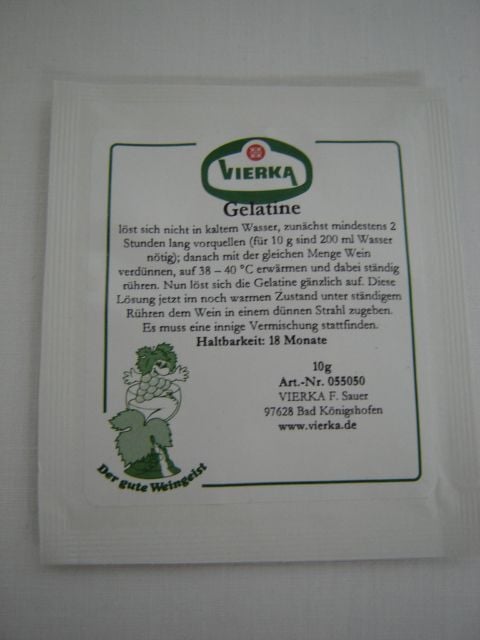 VIERKA
Gelatine
löst sich nicht in kaltem Wasser, zunächst mindestens 2
Stunden lang vorquellen (für 10 g sind 200 ml Wasser
nötig); danach mit der gleichen Menge Wein
verdünnen, auf 38 – 40 °C erwärmen und dabei ständig
rühren. Nun löst sich die Gelatine gänzlich auf. Diese
Lösung jetzt im noch warmen Zustand unter ständigem
Rühren dem Wein in einem dünnen Strahl zugeben.
Es muss eine innige Vermischung stattfinden.
Haltbarkeit: 18 Monate
10g
Art.-Nr. 055050
VIERKA F. Sauer
97628 Bad Königshofen
www.vierka.de
Der gute Weingeist